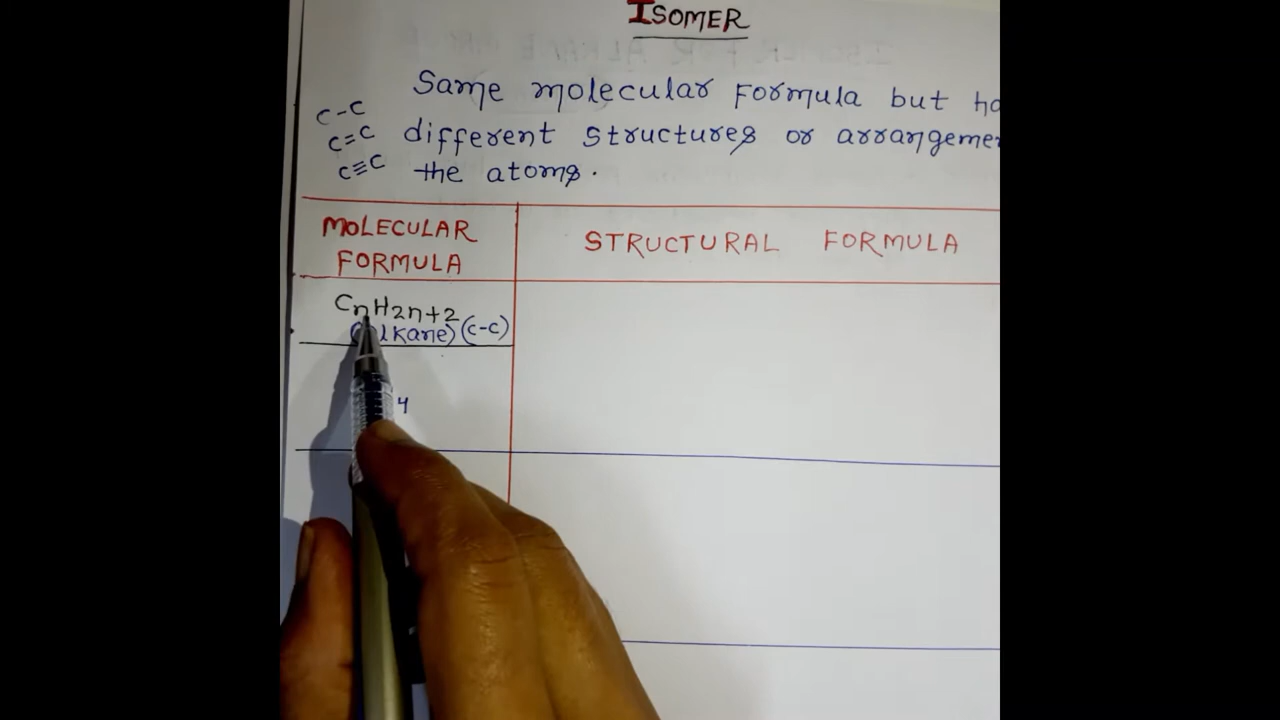 ISOMER
Same molecular Formula but ha
different structures or arrangemen
the atoms.
C-C
C=C
C≡C
MOLECULAR
FORMULA
STRUCTURAL FORMULA
CnH2n+2
lkane) (C-C)
4